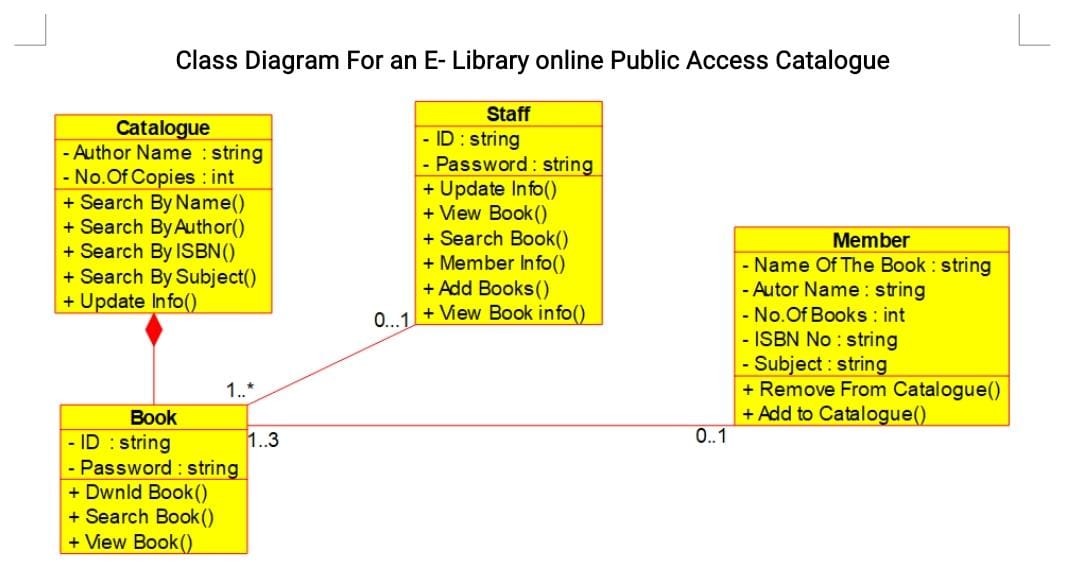 Class Diagram For an E- Library online Public Access Catalogue
Catalogue
- Author Name : string
- No.Of Copies : int
+ Search By Name()
+ Search By Author()
+ Search By ISBN()
+ Search By Subject()
+ Update Info()
Staff
- ID : string
- Password : string
+ Update Info()
+ View Book()
+ Search Book()
+ Member Info()
+ Add Books()
+ View Book info()
Member
- Name Of The Book : string
- Autor Name : string
- No.Of Books : int
- ISBN No : string
- Subject : string
+ Remove From Catalogue()
+ Add to Catalogue()
0...1
1..*
Book
- ID : string
- Password : string
+ Dwnld Book()
+ Search Book()
+ View Book()
1..3
0..1